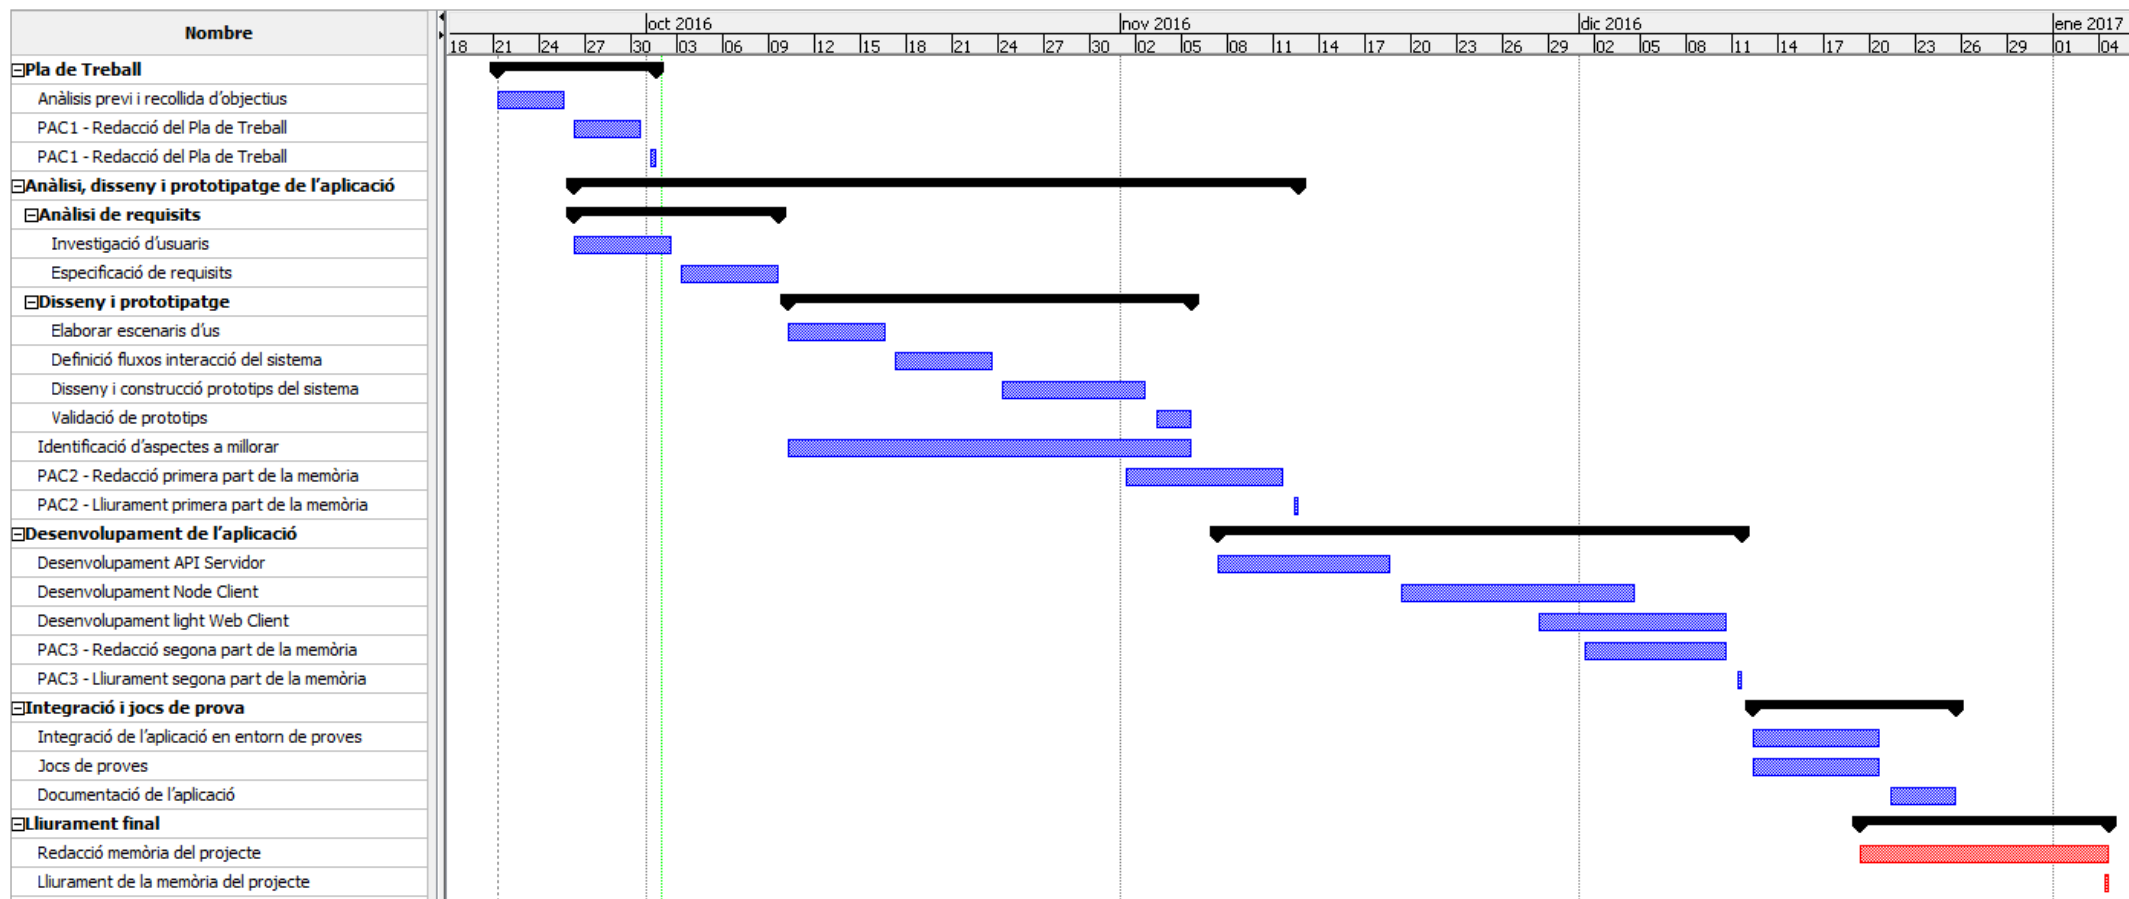 Nombre
oct 2016 nov 2016 dic 2016 ene 2017
18 21 24 27 30 03 06 09 12 15 18 21 24 27 30 02 05 08 11 14 17 20 23 26 29 02 05 08 11 14 17 20 23 26 29 01 04
Pla de Treball
Anàlisis previ i recollida d'objectius
PAC1 - Redacció del Pla de Treball
PAC1 - Redacció del Pla de Treball
Anàlisi, disseny i prototipatge de l'aplicació
Anàlisi de requisits
Investigació d'usuaris
Especificació de requisits
Disseny i prototipatge
Elaborar escenaris d'us
Definició fluxos interacció del sistema
Disseny i construcció prototips del sistema
Validació de prototips
Identificació d'aspectes a millorar
PAC2 - Redacció primera part de la memòria
PAC2 - Lliurament primera part de la memòria
Desenvolupament de l'aplicació
Desenvolupament API Servidor
Desenvolupament Node Client
Desenvolupament light Web Client
PAC3 - Redacció segona part de la memòria
PAC3 - Lliurament segona part de la memòria
Integració i jocs de prova
Integració de l'aplicació en entorn de proves
Jocs de proves
Documentació de l'aplicació
Lliurament final
Redacció memòria del projecte
Lliurament de la memòria del projecte